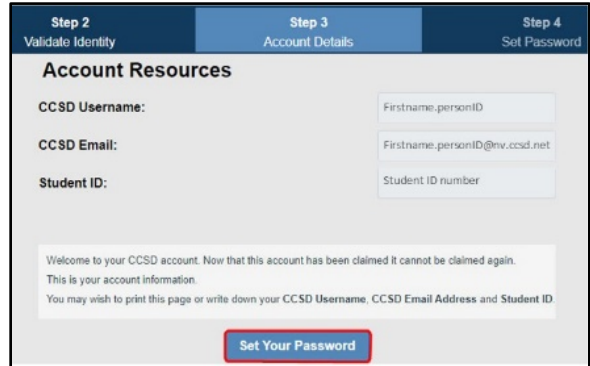 Step 2
Validate Identity
Step 3
Account Details
Step 4
Set Password
Account Resources
CCSD Username:
Firstname.personID
CCSD Email:
Firstname.personID@nv.ccsd.net
Student ID:
Student ID number
Welcome to your CCSD account. Now that this account has been claimed it cannot be claimed again.
This is your account information.
You may wish to print this page or write down your CCSD Username, CCSD Email Address and Student ID.
Set Your Password